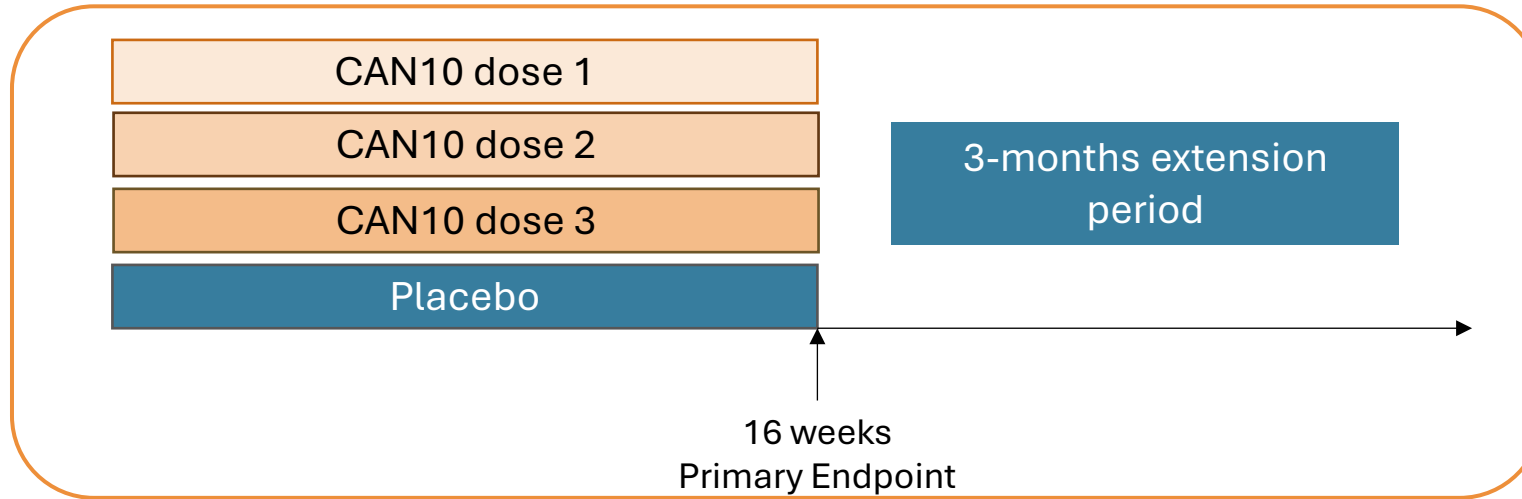 CAN10 dose 1
CAN10 dose 2
CAN10 dose 3
Placebo
3-months extension
period
16 weeks
Primary Endpoint